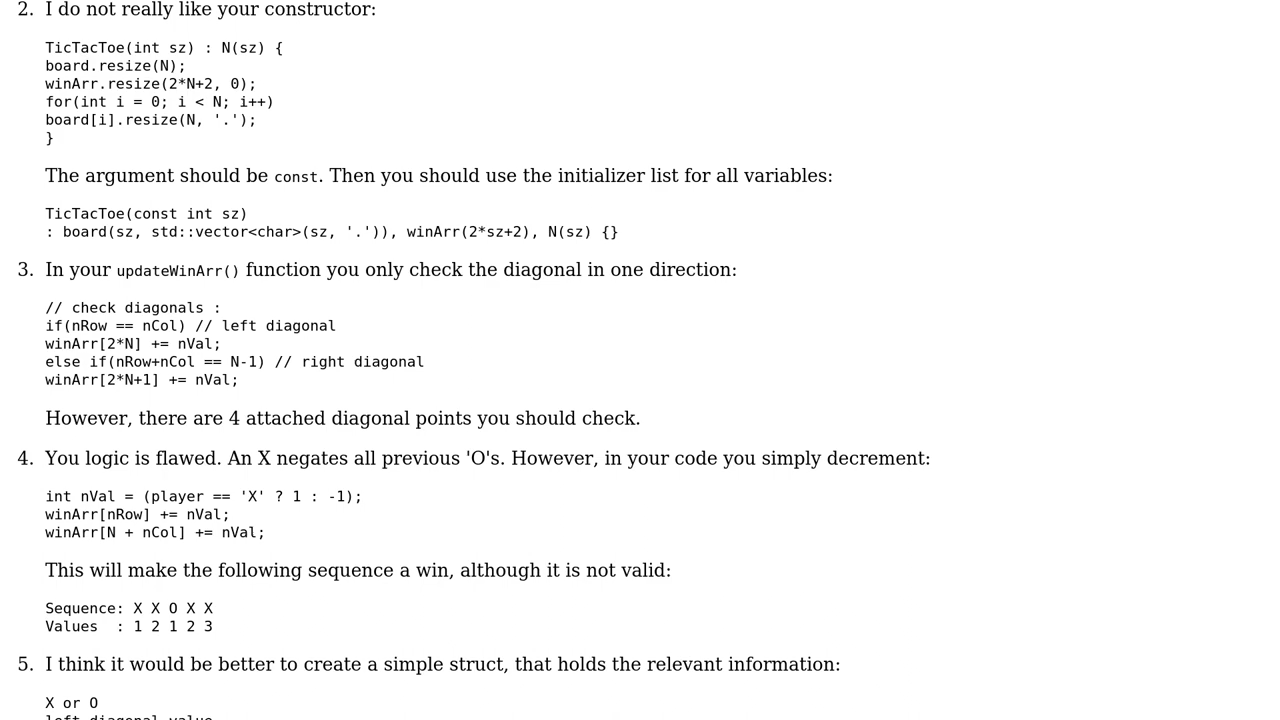 2. I do not really like your constructor:
TicTacToe(int sz) : N(sz) {
board.resize(N);
winArr.resize(2*N+2, 0);
for(int i = 0; i < N; i++)
board[i].resize(N, '.');
}
The argument should be const. Then you should use the initializer list for all variables:
TicTacToe(const int sz)
: board(sz, std::vector<char>(sz, '.')), winArr(2*sz+2), N(sz) {}
3. In your updateWinArr() function you only check the diagonal in one direction:
// check diagonals :
if(nRow == nCol) // left diagonal
winArr[2*N] += nVal;
else if(nRow+nCol == N-1) // right diagonal
winArr[2*N+1] += nVal;
However, there are 4 attached diagonal points you should check.
4. You logic is flawed. An X negates all previous 'O's. However, in your code you simply decrement:
int nVal = (player == 'X' ? 1 : -1);
winArr[nRow] += nVal;
winArr[N + nCol] += nVal;
This will make the following sequence a win, although it is not valid:
Sequence: X X O X X
Values  : 1 2 1 2 3
5. I think it would be better to create a simple struct, that holds the relevant information:
X or O
left diagonal value